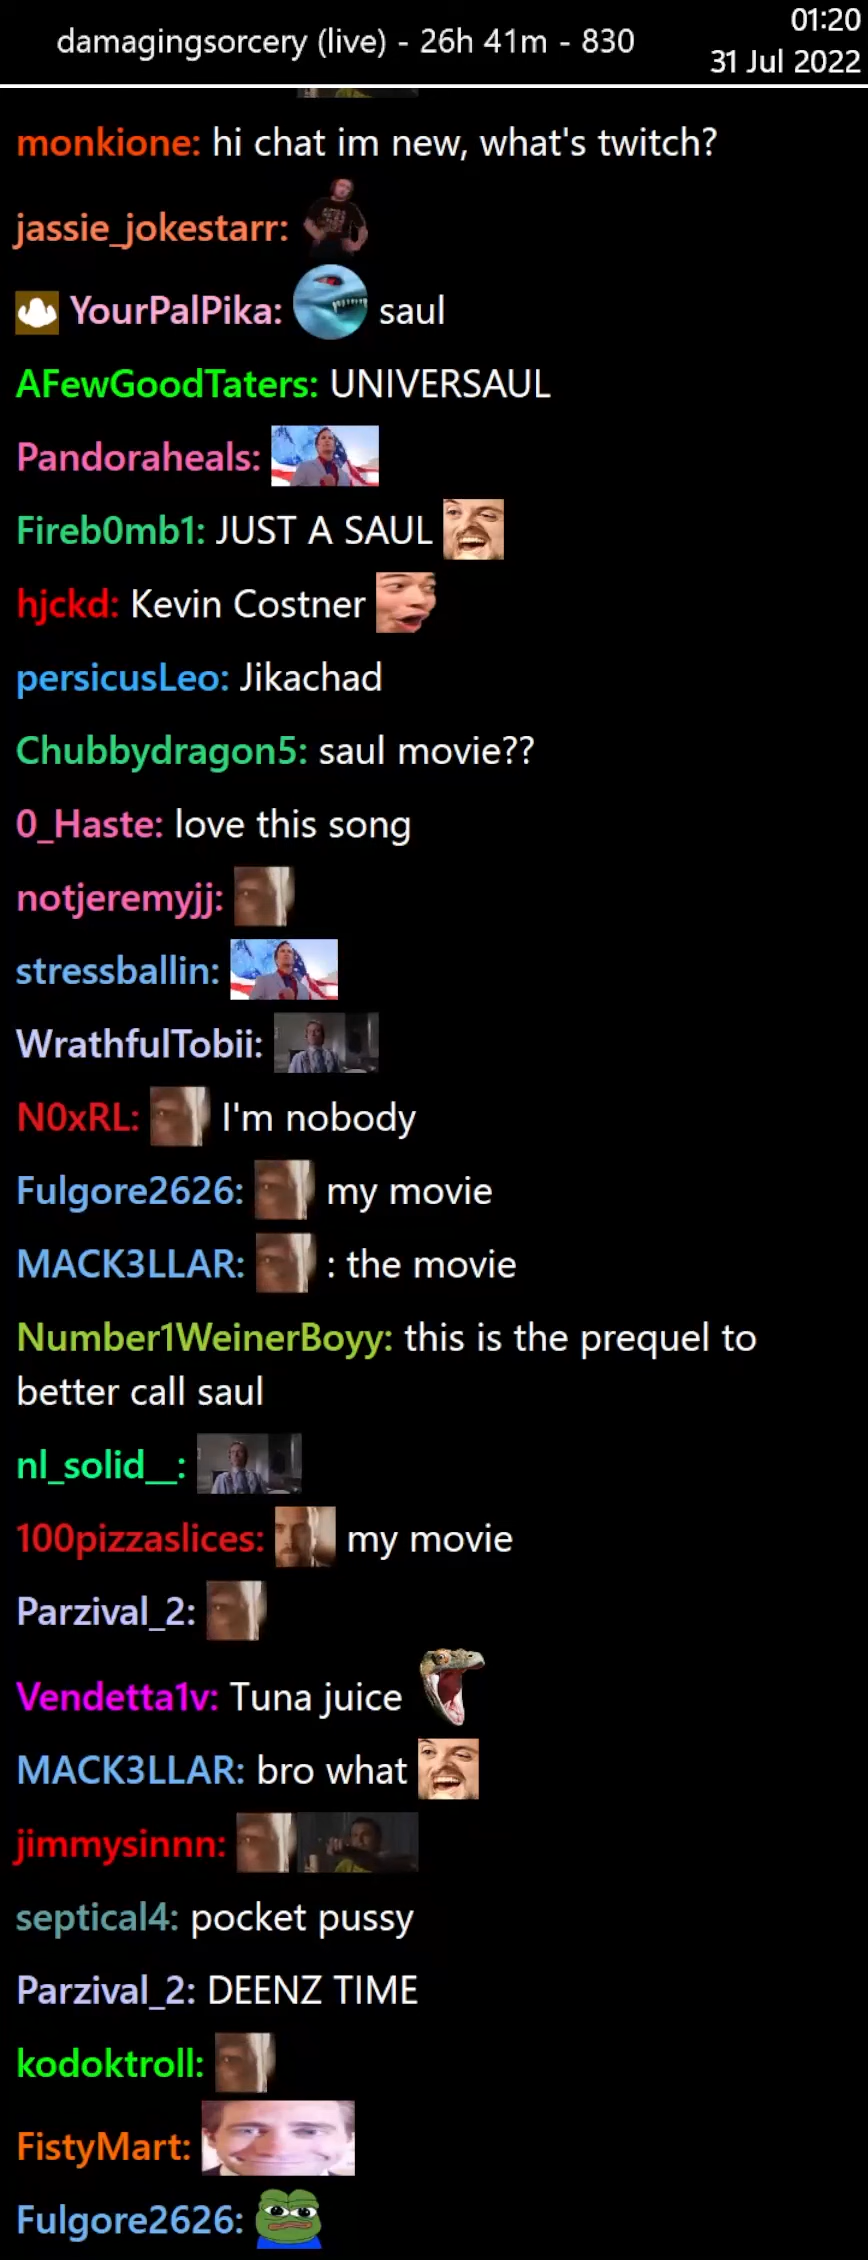 damagingsorcery (live) - 26h 41m - 830
01:20
31 Jul 2022
monkione: hi chat im new, what's twitch?
jassie_jokestarr:
YourPalPika: saul
AFewGoodTaters: UNIVERSAUL
Pandoraheals:
Fireb0mb1: JUST A SAUL
hjckd: Kevin Costner
persicusLeo: Jikachad
Chubbydragon5: saul movie??
0_Haste: love this song
notjeremyjj:
stressballin:
WrathfulTobii:
N0xRL: I'm nobody
Fulgore2626: my movie
MACK3LLAR: : the movie
Number1WeinerBoyy: this is the prequel to
better call saul
nl_solid__:
100pizzaslices: my movie
Parzival_2:
Vendetta1v: Tuna juice
MACK3LLAR: bro what
jimmysinnn:
septical4: pocket pussy
Parzival_2: DEENZ TIME
kodoktroll:
FistyMart:
Fulgore2626: